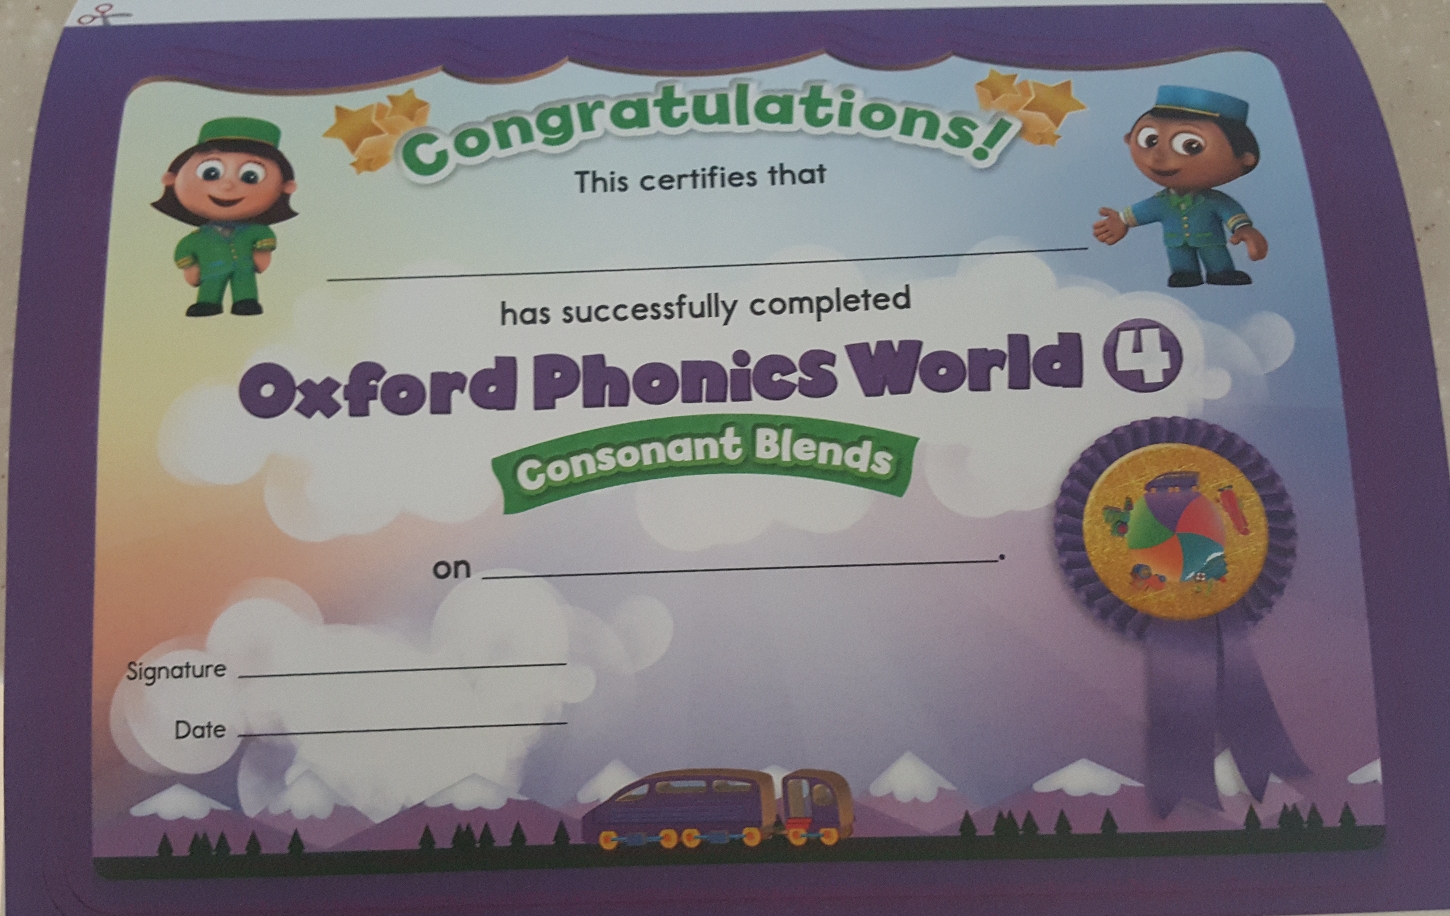 Congratulations!
This certifies that
has successfully completed
Oxford Phonics World 4
Consonant Blends
on .
Signature
Date